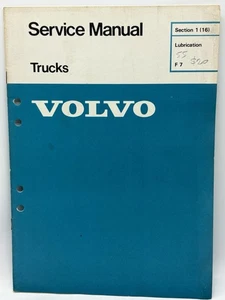 Service Manual
Trucks
Section 1 (16)
Lubrication
F 7
VOLVO